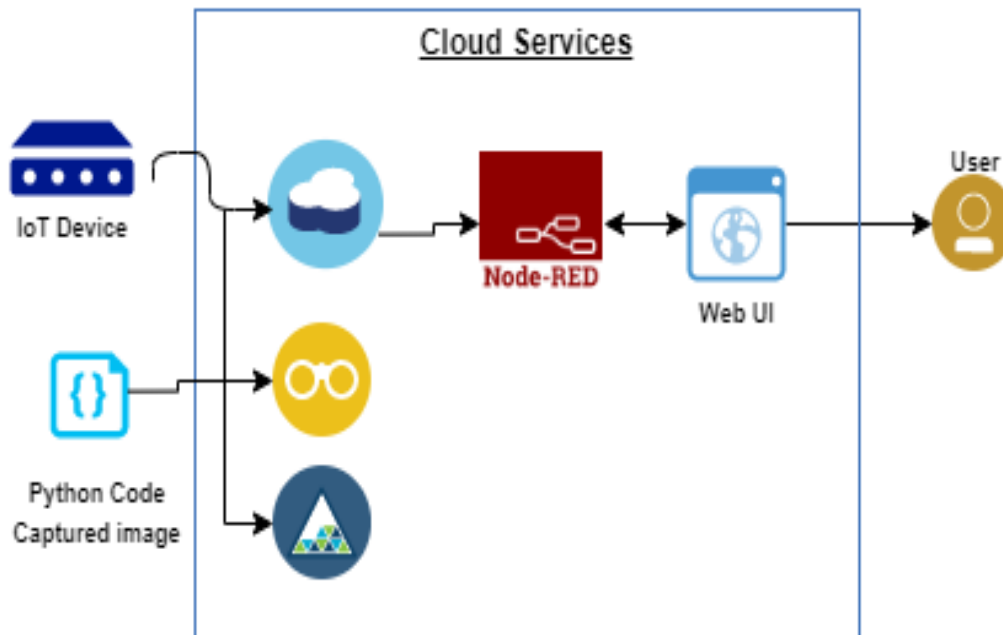 Cloud Services
IoT Device
User
Node-RED
Web UI
{}
Python Code
Captured image